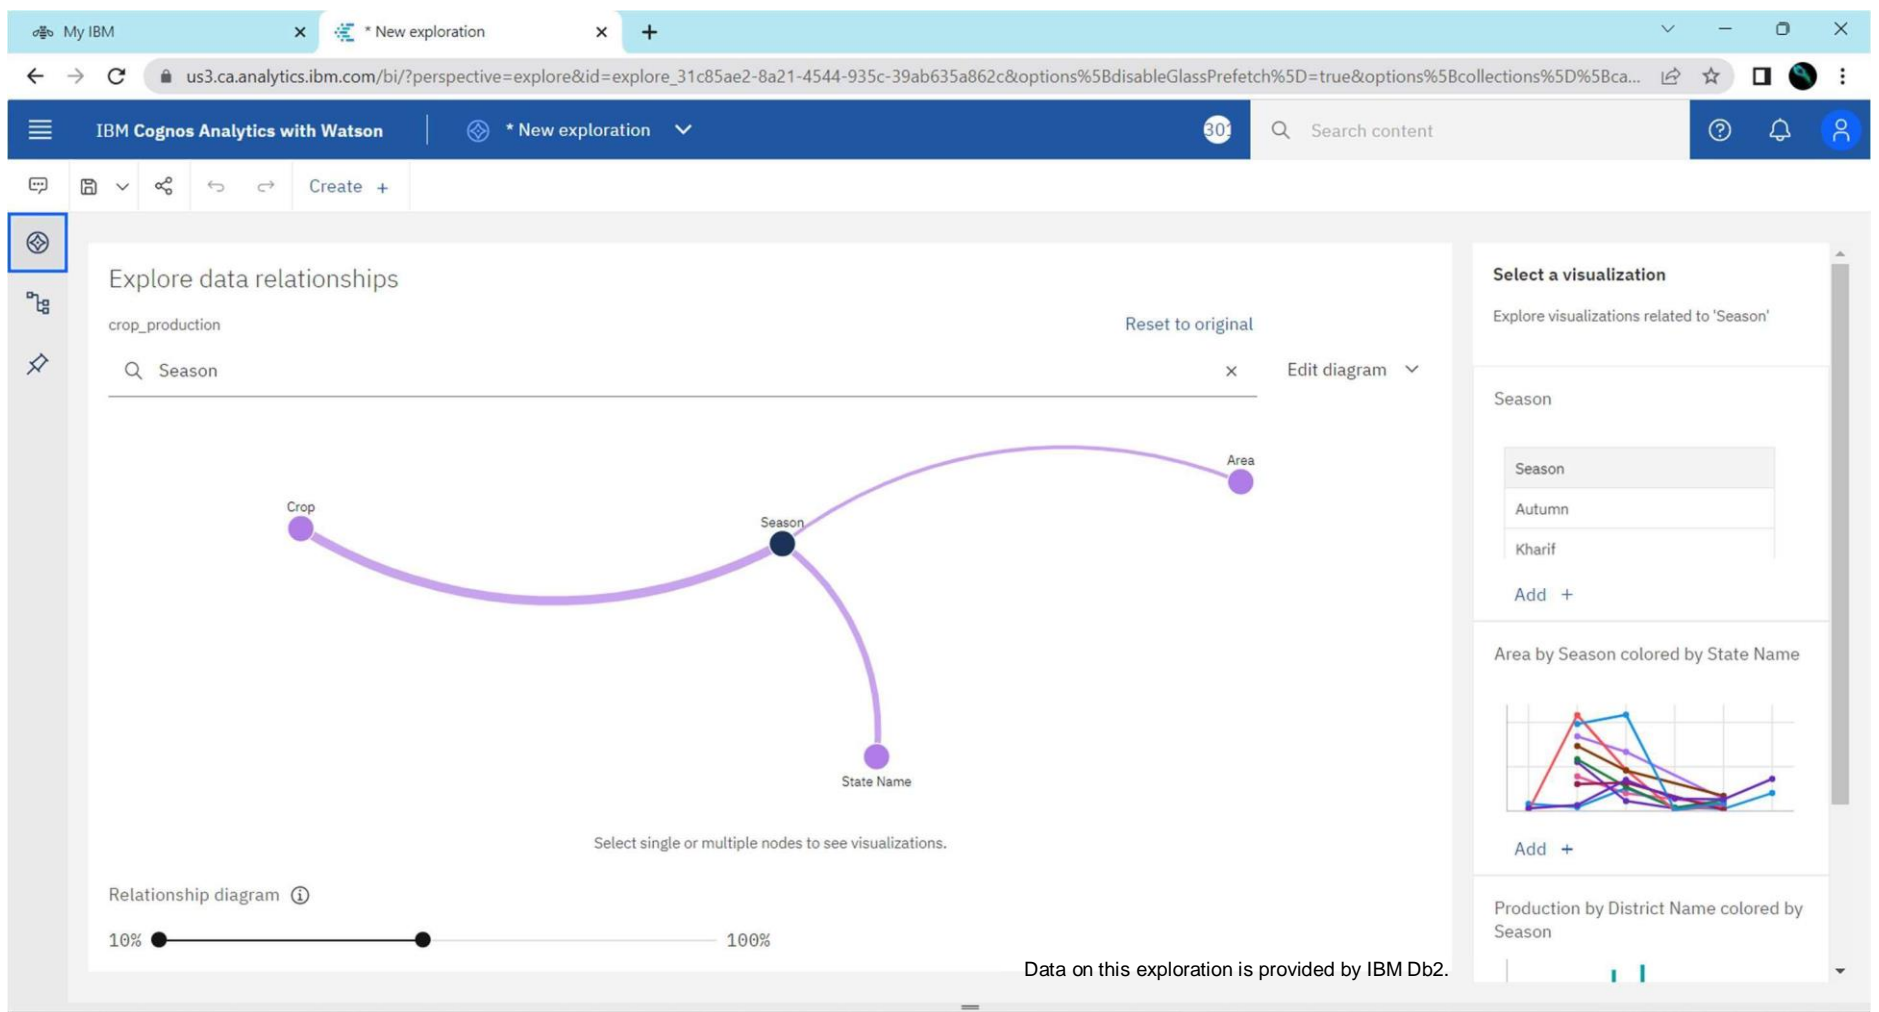 My IBM
* New exploration
us3.ca.analytics.ibm.com/bi/?perspective=explore&id=explore_31c85ae2-8a21-4544-935c-39ab635a862c&options%5BdisableGlassPrefetch%5D=true&options%5Bcollections%5D%5Bca...
IBM Cognos Analytics with Watson
* New exploration
301
Search content
Create +
Explore data relationships
crop_production
Reset to original
Season
Edit diagram
Crop
Season
Area
State Name
Select single or multiple nodes to see visualizations.
Relationship diagram
10%
100%
Data on this exploration is provided by IBM Db2.
Select a visualization
Explore visualizations related to 'Season'
Season
Season
Autumn
Kharif
Add +
Area by Season colored by State Name
Add +
Production by District Name colored by
Season